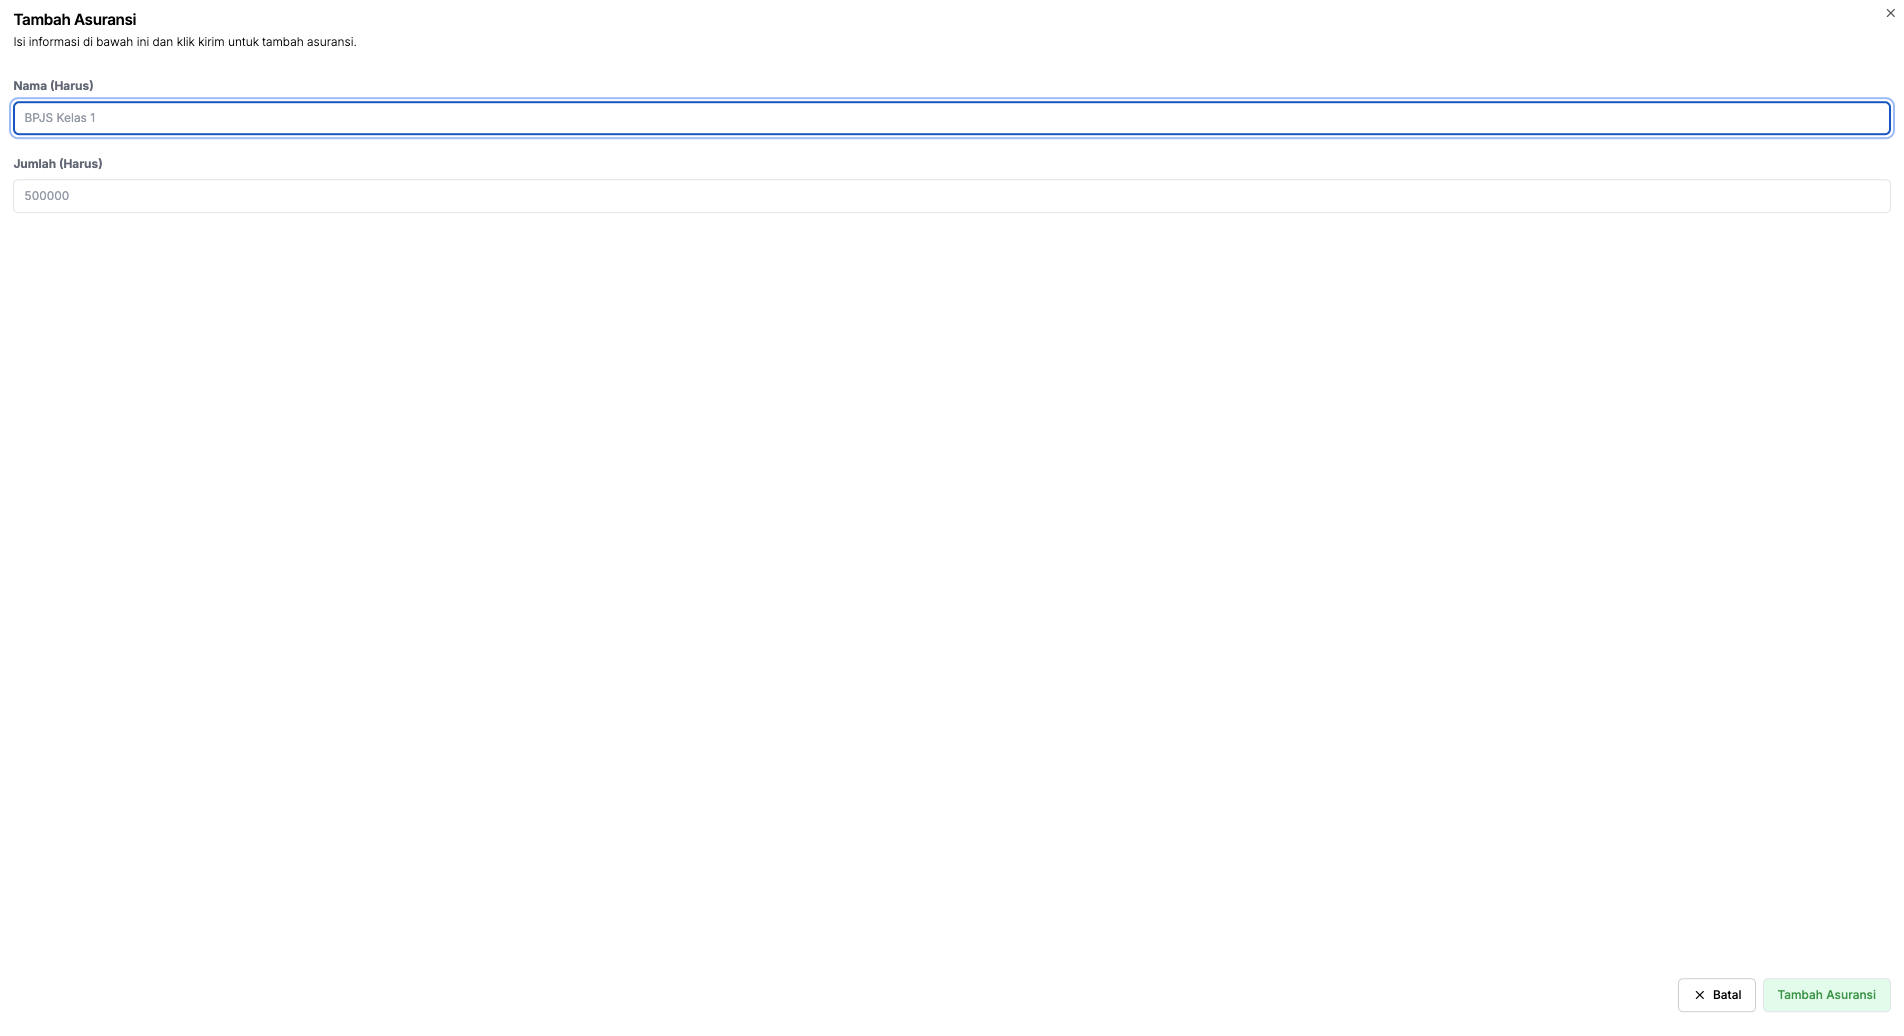 Tambah Asuransi
Isi informasi di bawah ini dan klik kirim untuk tambah asuransi.
Nama (Harus)
BPJS Kelas 1
Jumlah (Harus)
500000
Batal
Tambah Asuransi